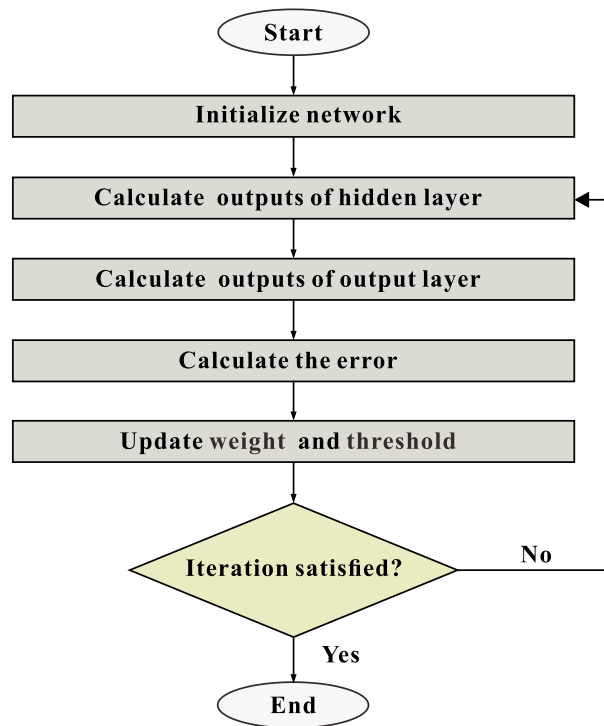 Start
Initialize network
Calculate outputs of hidden layer
Calculate outputs of output layer
Calculate the error
Update weight and threshold
Iteration satisfied?
No
Yes
End